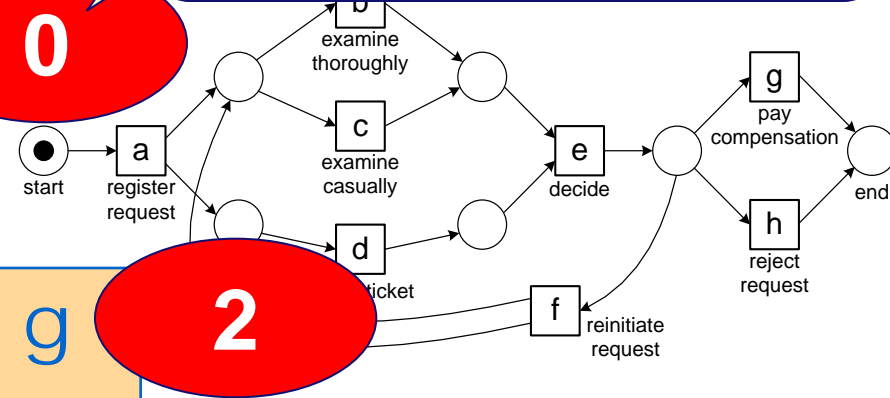 0
b
examine
thoroughly
g
pay
compensation
start
a
register
request
c
examine
casually
e
decide
end
d
ticket
h
reject
request
g
2
f
reinitiate
request